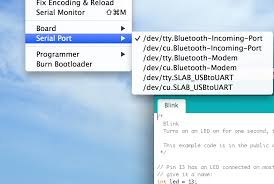 Fix Encoding & Reload
Serial Monitor ⇧⌘M
Board
Serial Port
✓ /dev/tty.Bluetooth-Incoming-Port
/dev/cu.Bluetooth-Incoming-Port
/dev/tty.Bluetooth-Modem
/dev/cu.Bluetooth-Modem
/dev/tty.SLAB_USBtoUART
/dev/cu.SLAB_USBtoUART
Programmer
Burn Bootloader
Blink
/*
Blink
Turns on an LED on for one second,
This example code is in the public
*/
// Pin 13 has an LED connected on most
// give it a name:
int led = 13;